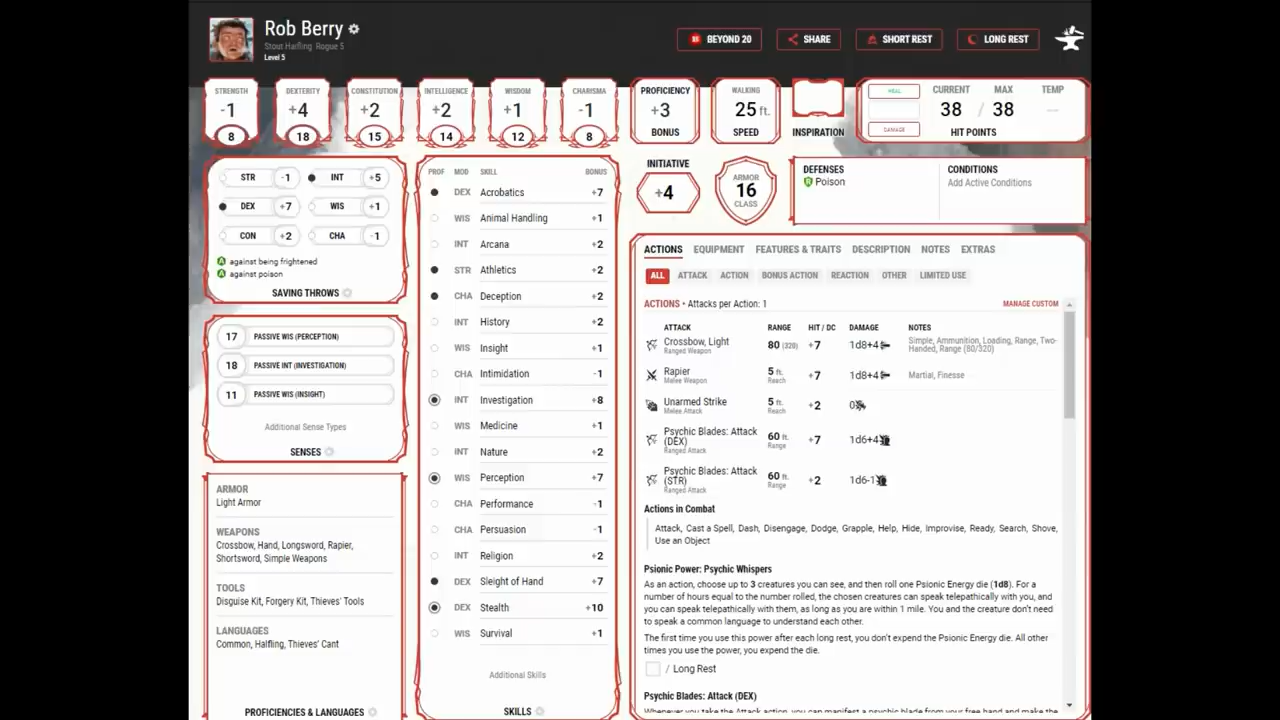 Rob Berry
Stout Halfling Rogue 5
Level 5
BEYOND 20
SHARE
SHORT REST
LONG REST
STRENGTH
-1
8
DEXTERITY
+4
18
CONSTITUTION
+2
15
INTELLIGENCE
+2
14
WISDOM
+1
12
CHARISMA
-1
8
PROFICIENCY
+3
BONUS
WALKING
25 ft.
SPEED
INSPIRATION
HEAL
DAMAGE
CURRENT MAX TEMP
38 / 38 --
HIT POINTS
STR -1
INT +5
DEX +7
WIS +1
CON +2
CHA -1
against being frightened
against poison
SAVING THROWS
17 PASSIVE WIS (PERCEPTION)
18 PASSIVE INT (INVESTIGATION)
11 PASSIVE WIS (INSIGHT)
Additional Sense Types
SENSES
ARMOR
Light Armor
WEAPONS
Crossbow, Hand, Longsword, Rapier,
Shortsword, Simple Weapons
TOOLS
Disguise Kit, Forgery Kit, Thieves' Tools
LANGUAGES
Common, Halfling, Thieves' Cant
PROFICIENCIES & LANGUAGES
PROF MOD SKILL BONUS
DEX Acrobatics +7
WIS Animal Handling +1
INT Arcana +2
STR Athletics +2
CHA Deception +2
INT History +2
WIS Insight +1
CHA Intimidation -1
INT Investigation +8
WIS Medicine +1
INT Nature +2
WIS Perception +7
CHA Performance -1
CHA Persuasion -1
INT Religion +2
DEX Sleight of Hand +7
DEX Stealth +10
WIS Survival +1
Additional Skills
SKILLS
INITIATIVE
+4
ARMOR
16
CLASS
DEFENSES
Poison
CONDITIONS
Add Active Conditions
ACTIONS EQUIPMENT FEATURES & TRAITS DESCRIPTION NOTES EXTRAS
ALL ATTACK ACTION BONUS ACTION REACTION OTHER LIMITED USE
ACTIONS • Attacks per Action: 1
MANAGE CUSTOM
ATTACK RANGE HIT / DC DAMAGE NOTES
Crossbow, Light
Ranged Weapon
80 (320) +7 1d8+4
Simple, Ammunition, Loading, Range, Two-
Handed, Range (80/320)
Rapier
Melee Weapon
5 ft.
Reach
+7 1d8+4 Martial, Finesse
Unarmed Strike
Melee Attack
5 ft.
Reach
+2 0
Psychic Blades: Attack
(DEX)
Ranged Attack
60 ft.
Range
+7 1d6+4
Psychic Blades: Attack
(STR)
Ranged Attack
60 ft.
Range
+2 1d6-1
Actions in Combat
Attack, Cast a Spell, Dash, Disengage, Dodge, Grapple, Help, Hide, Improvise, Ready, Search, Shove,
Use an Object
Psionic Power: Psychic Whispers
As an action, choose up to 3 creatures you can see, and then roll one Psionic Energy die (1d8). For a
number of hours equal to the number rolled, the chosen creatures can speak telepathically with you, and
you can speak telepathically with them, as long as you are within 1 mile. You and the creature don't need
to speak a common language to understand each other.
The first time you use this power after each long rest, you don't expend the Psionic Energy die. All other
times you use the power, you expend the die.
/ Long Rest
Psychic Blades: Attack (DEX)
Whenever you take the Attack action, you can manifest a psychic blade from your free hand and make the